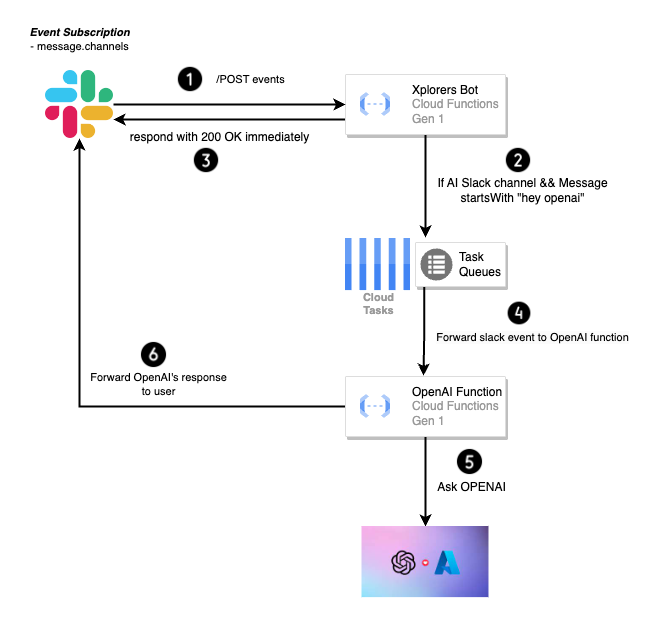 Event Subscription
- message.channels
1
/POST events
Xplorers Bot
Cloud Functions
Gen 1
respond with 200 OK immediately
3
2
If AI Slack channel && Message
startsWith "hey openai"
Task
Queues
Cloud
Tasks
4
Forward slack event to OpenAI function
6
Forward OpenAI's response
to user
OpenAI Function
Cloud Functions
Gen 1
5
Ask OPENAI